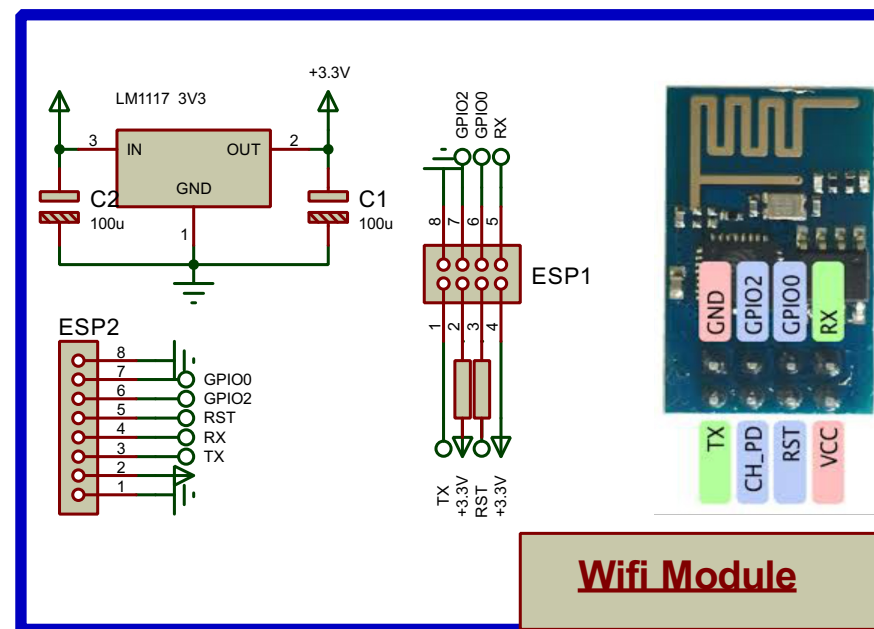 +3.3V
LM1117 3V3
3
IN
OUT
2
GND
1
C2
100u
C1
100u
GPIO2
GPIO0
RX
8
7
6
5
ESP1
1
2
3
4
TX
+3.3V
RST
+3.3V
ESP2
8
7
GPIO0
6
GPIO2
5
RST
4
RX
3
TX
2
1
GND
GPIO2
GPIO0
RX
TX
CH_PD
RST
VCC
Wifi Module